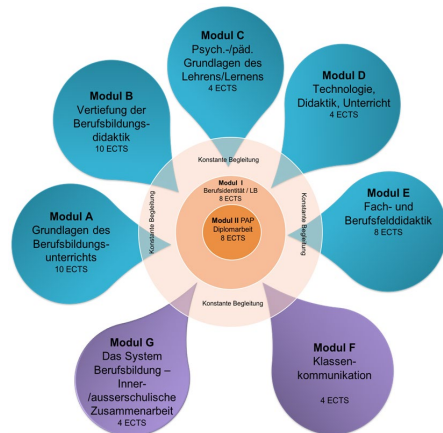 Modul C
Psych.-/päd.
Grundlagen des
Lehrens/Lernens
4 ECTS
Modul B
Vertiefung der
Berufsbildungs-
didaktik
10 ECTS
Modul D
Technologie,
Didaktik, Unterricht
4 ECTS
Modul A
Grundlagen des
Berufsbildungs-
unterrichts
10 ECTS
Modul E
Fach- und
Berufsfelddidaktik
8 ECTS
Konstante Begleitung
Konstante Begleitung
Konstante Begleitung
Konstante Begleitung
Modul I
Berufsidentität / LB
8 ECTS
Modul II PAP
Diplomarbeit
8 ECTS
Modul G
Das System
Berufsbildung –
Inner-
/ausserschulische
Zusammenarbeit
4 ECTS
Modul F
Klassen-
kommunikation
4 ECTS